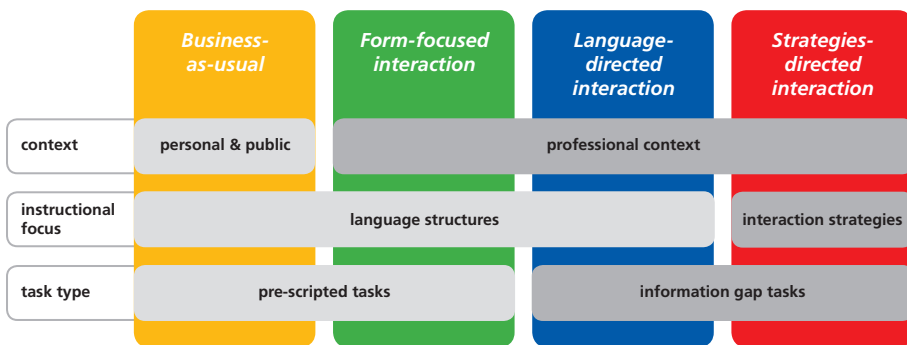 Business-
as-usual
Form-focused
interaction
Language-
directed
interaction
Strategies-
directed
interaction
context
personal & public
professional context
instructional
focus
language structures
interaction strategies
task type
pre-scripted tasks
information gap tasks